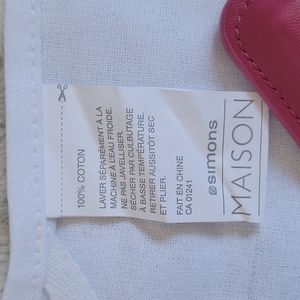 100% COTON
LAVER SÉPARÉMENT À LA
MACHINE À L'EAU FROIDE.
NE PAS JAVELLISER.
SÉCHER PAR CULBUTAGE
À BASSE TEMPÉRATURE.
RETIRER AUSSITÔT SEC
ET PLIER.
FAIT EN CHINE
CA 01241
simons
MAISON